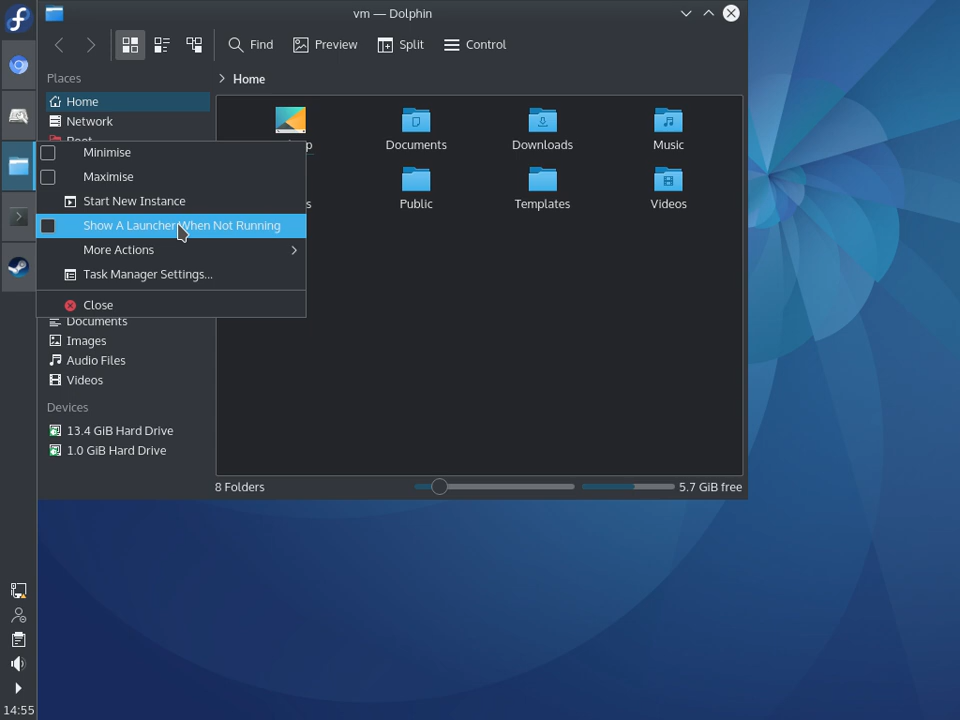 vm — Dolphin
Find
Preview
Split
Control
Places
Home
Home
Network
Documents
Downloads
Music
Public
Templates
Videos
Minimise
Maximise
Start New Instance
Show A Launcher When Not Running
More Actions
Task Manager Settings...
Close
Documents
Images
Audio Files
Videos
Devices
13.4 GiB Hard Drive
1.0 GiB Hard Drive
8 Folders
5.7 GiB free
14:55